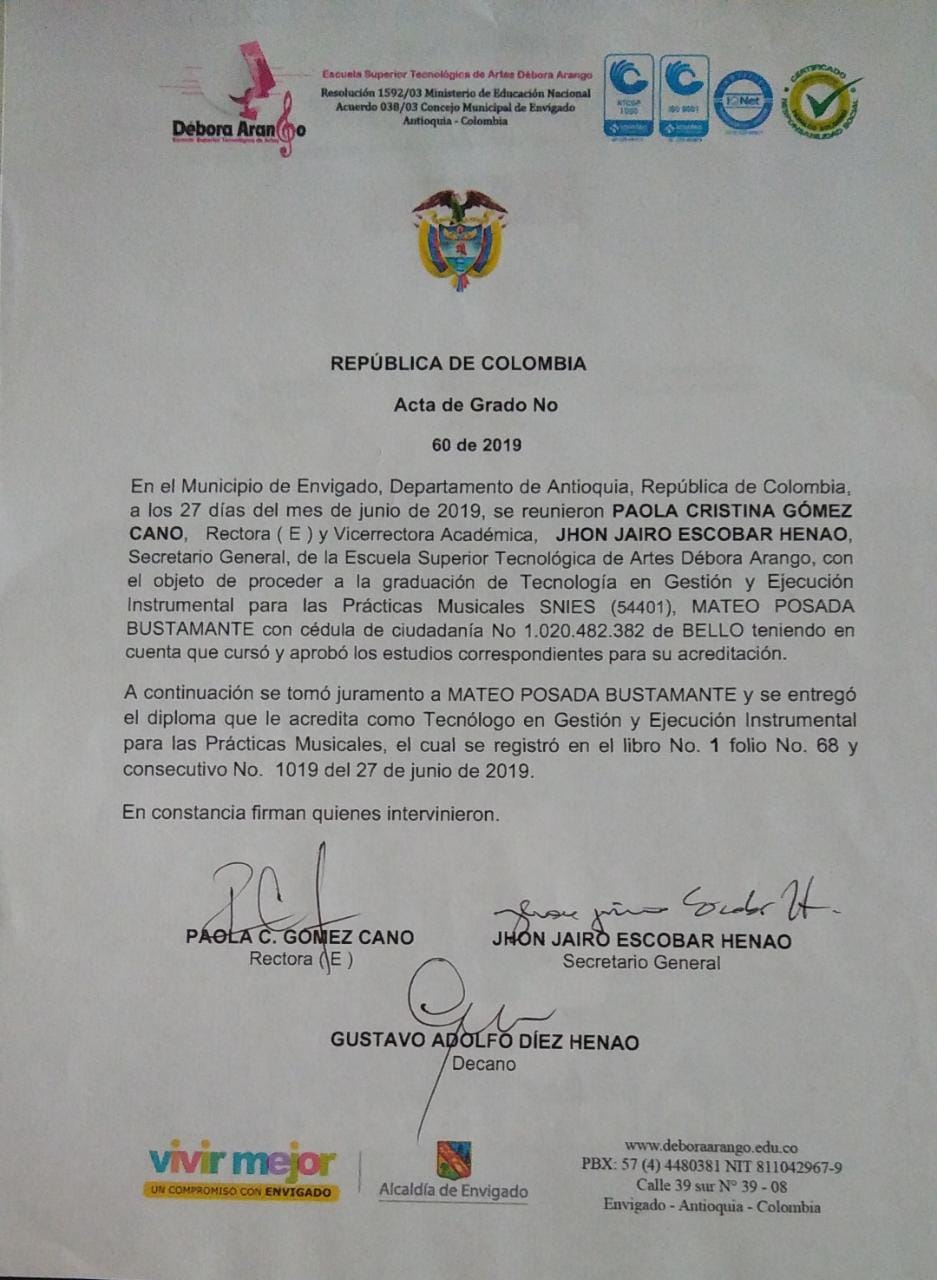 Débora Arango
Escuela Superior Tecnológica de Artes
Escuela Superior Tecnológica de Artes Débora Arango
Resolución 1592/03 Ministerio de Educación Nacional
Acuerdo 038/03 Concejo Municipal de Envigado
Antioquia - Colombia
NTCGP
1000
ISO 9001
icontec
icontec
IQNet
CERTIFICADO
RESPONSABILIDAD SOCIAL
REPÚBLICA DE COLOMBIA
Acta de Grado No
60 de 2019
En el Municipio de Envigado, Departamento de Antioquia, República de Colombia,
a los 27 días del mes de junio de 2019, se reunieron PAOLA CRISTINA GÓMEZ
CANO, Rectora ( E ) y Vicerrectora Académica, JHON JAIRO ESCOBAR HENAO,
Secretario General, de la Escuela Superior Tecnológica de Artes Débora Arango, con
el objeto de proceder a la graduación de Tecnología en Gestión y Ejecución
Instrumental para las Prácticas Musicales SNIES (54401), MATEO POSADA
BUSTAMANTE con cédula de ciudadanía No 1.020.482.382 de BELLO teniendo en
cuenta que cursó y aprobó los estudios correspondientes para su acreditación.
A continuación se tomó juramento a MATEO POSADA BUSTAMANTE y se entregó
el diploma que le acredita como Tecnólogo en Gestión y Ejecución Instrumental
para las Prácticas Musicales, el cual se registró en el libro No. 1 folio No. 68 y
consecutivo No. 1019 del 27 de junio de 2019.
En constancia firman quienes intervinieron.
PAOLA C. GOMEZ CANO
Rectora ( E )
JHON JAIRO ESCOBAR HENAO
Secretario General
GUSTAVO ADOLFO DÍEZ HENAO
Decano
vivir mejor
UN COMPROMISO CON ENVIGADO
Alcaldía de Envigado
www.deboraarango.edu.co
PBX: 57 (4) 4480381 NIT 811042967-9
Calle 39 sur N° 39 - 08
Envigado - Antioquia - Colombia